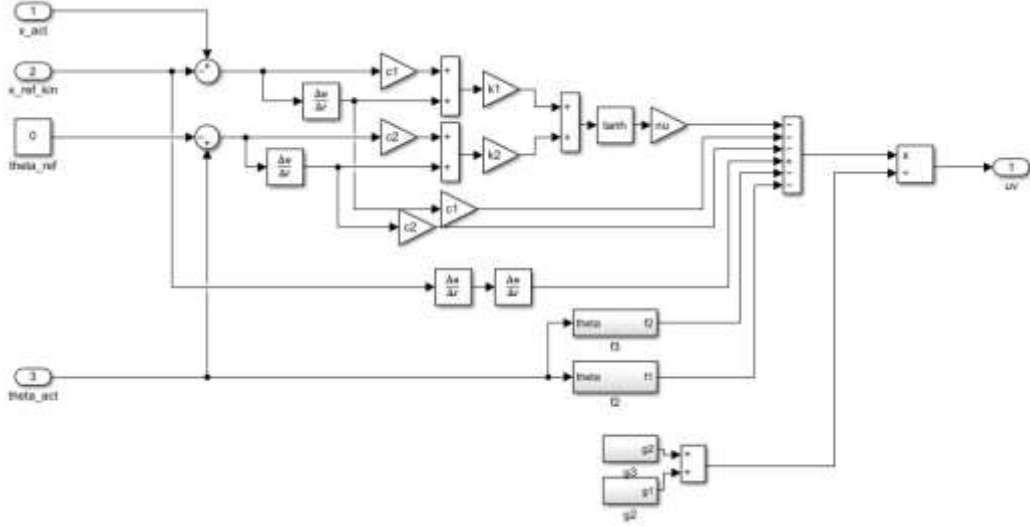 1
x_act
2
x_ref_kin
0
theta_ref
3
theta_act
Δu
Δt
Δu
Δt
c1
c2
+
+
+
+
k1
k2
+
+
tanh
nu
c1
c2
Δu
Δt
Δu
Δt
theta f2
f3
theta f1
f2
g2
g3
g1
g2
+
+
−
−
−
+
−
−
×
÷
1
uv